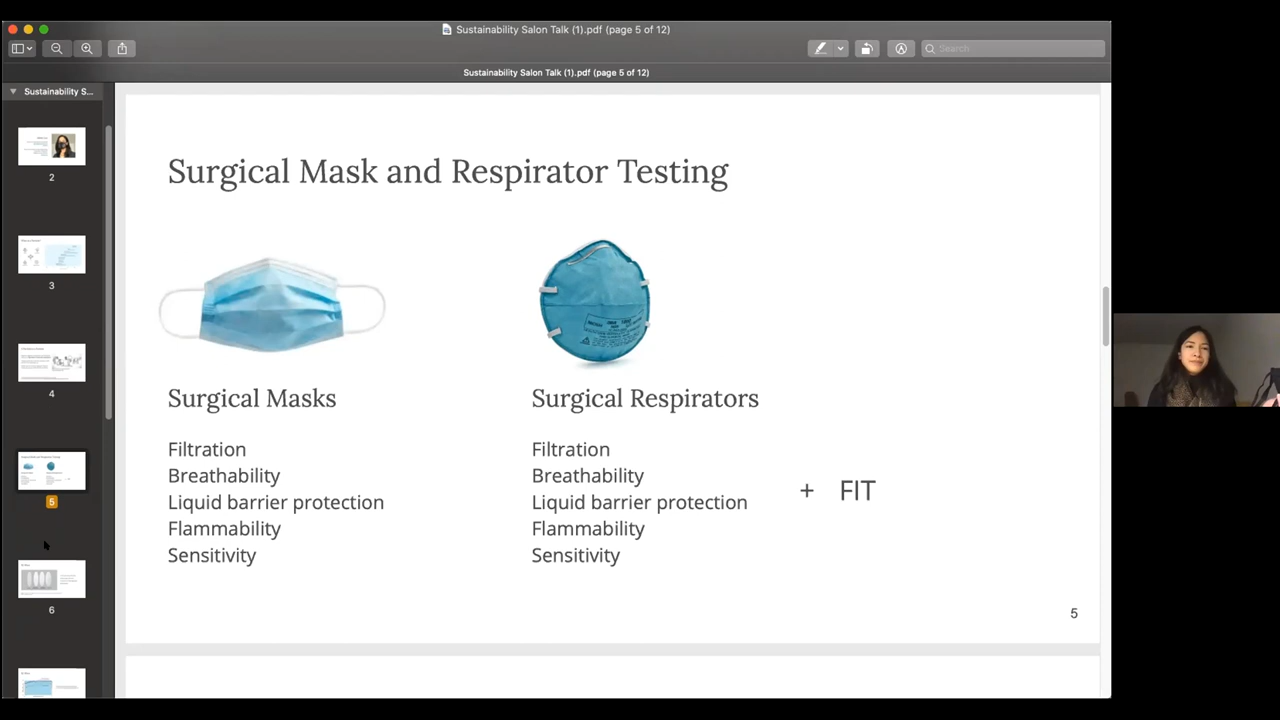 Sustainability Salon Talk (1).pdf (page 5 of 12)
Search
Sustainability Salon Talk (1).pdf (page 5 of 12)
Sustainability S...
2
3
4
5
6
Surgical Mask and Respirator Testing
Surgical Masks
Filtration
Breathability
Liquid barrier protection
Flammability
Sensitivity
Surgical Respirators
Filtration
Breathability
Liquid barrier protection
Flammability
Sensitivity
+ FIT
5